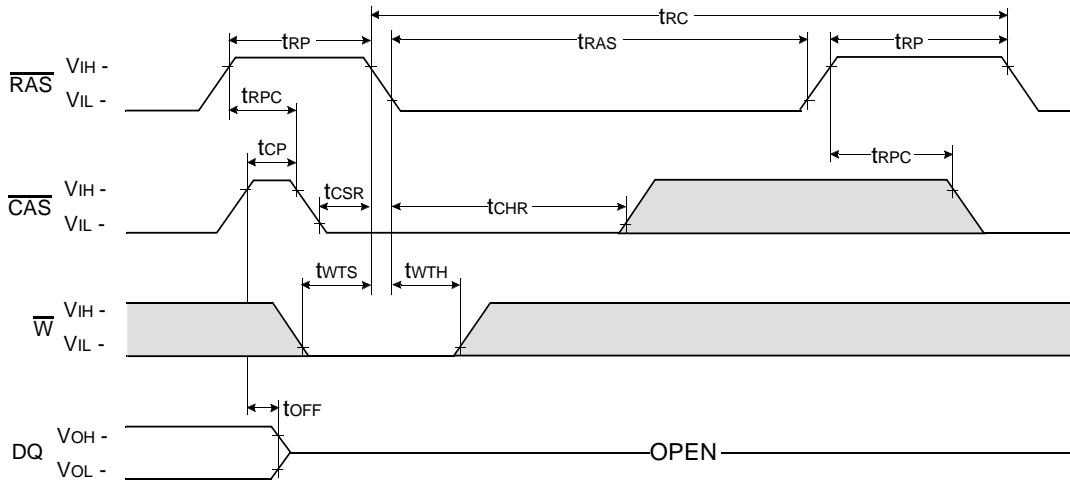 tRC
tRP
tRAS
tRP
RAS
VIH -
VIL -
tRPC
tRPC
tCP
CAS
VIH -
VIL -
tCSR
tCHR
tWTS
tWTH
W
VIH -
VIL -
tOFF
DQ
VOH -
VOL -
OPEN